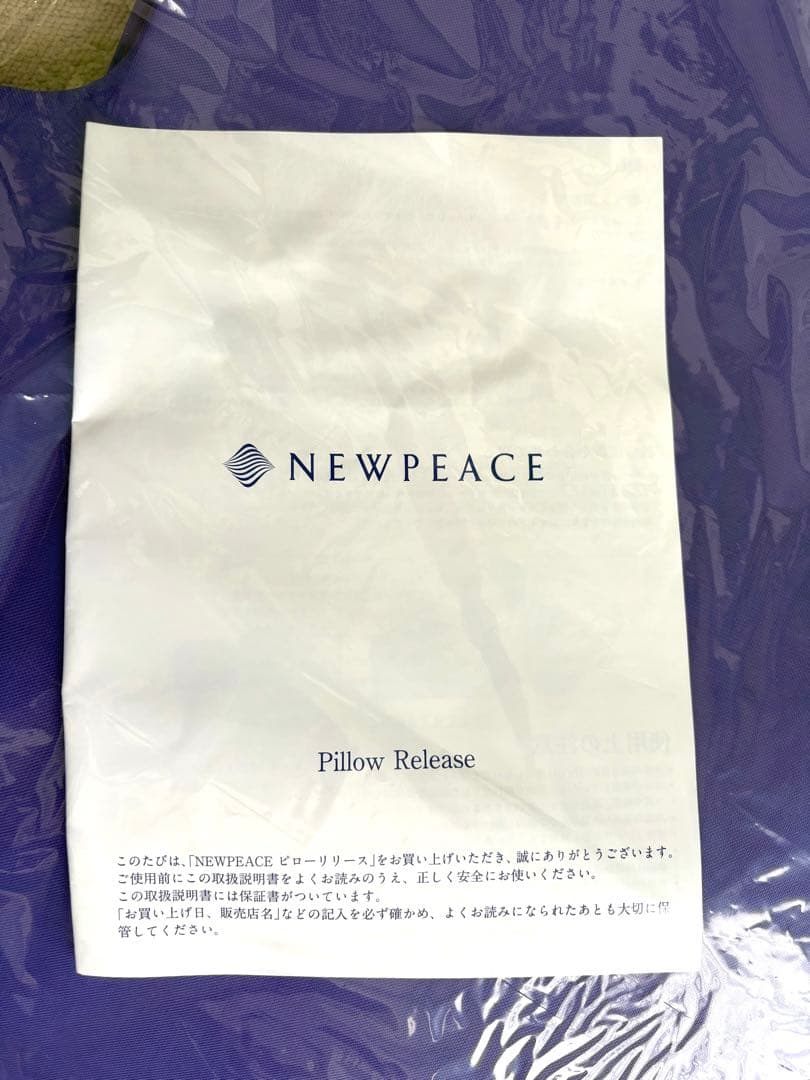 NEWPEACE
Pillow Release
このたびは、「NEWPEACE ピローリリース」をお買い上げいただき、誠にありがとうございます。
ご使用前にこの取扱説明書をよくお読みのうえ、正しく安全にお使いください。
この取扱説明書には保証書がついています。
「お買い上げ日、販売店名」などの記入を必ず確かめ、よくお読みになられたあとも大切に保
管してください。